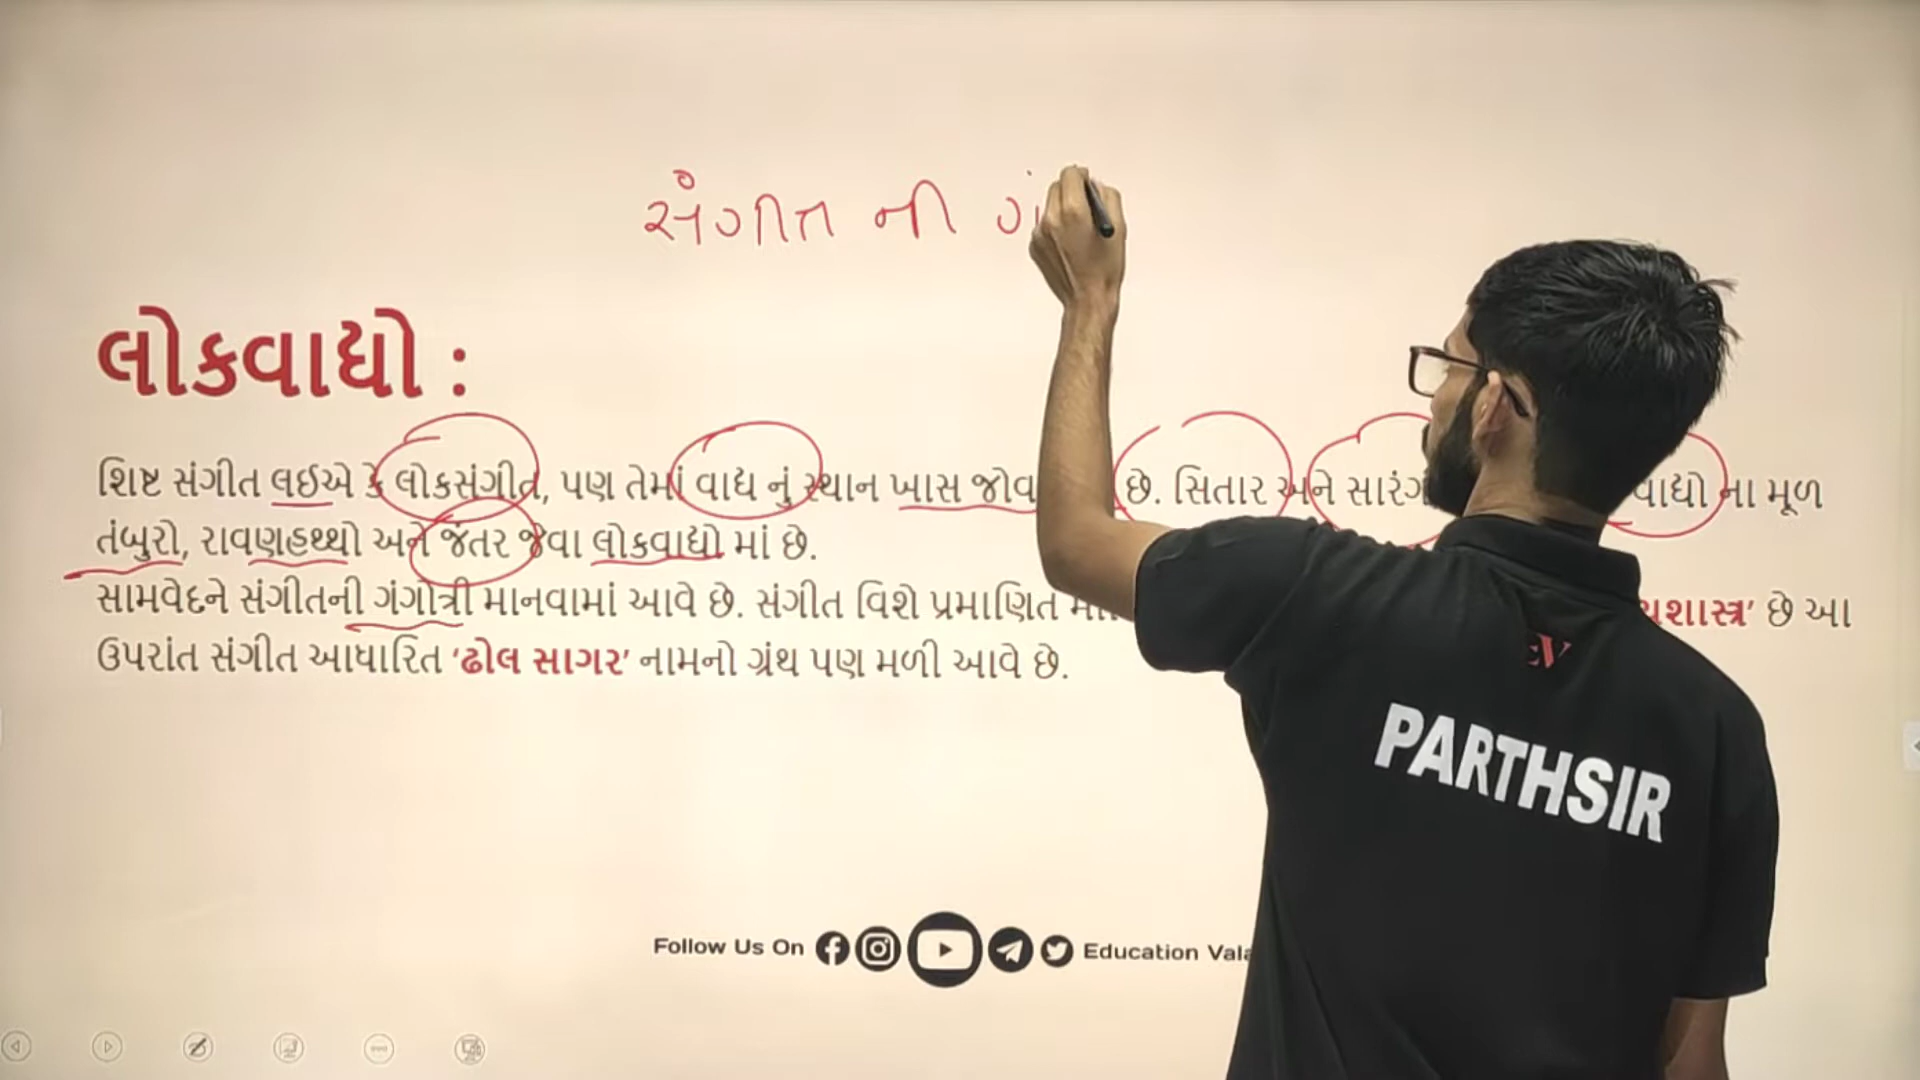 સંગીત ની ગં
લોકવાદ્યો :
શિષ્ટ સંગીત લઈએ કે લોકસંગીત, પણ તેમાં વાદ્ય નું સ્થાન ખાસ જોવ છે. સિતાર અને સારંગ વાદ્યો ના મૂળ
તંબુરો, રાવણહથ્થો અને જંતર જેવા લોકવાદ્યો માં છે.
સામવેદને સંગીતની ગંગોત્રી માનવામાં આવે છે. સંગીત વિશે પ્રમાણિત યશાસ્ત્ર' છે આ
ઉપરાંત સંગીત આધારિત 'ઢોલ સાગર' નામનો ગ્રંથ પણ મળી આવે છે.
PARTHSIR
Follow Us On Education Vala